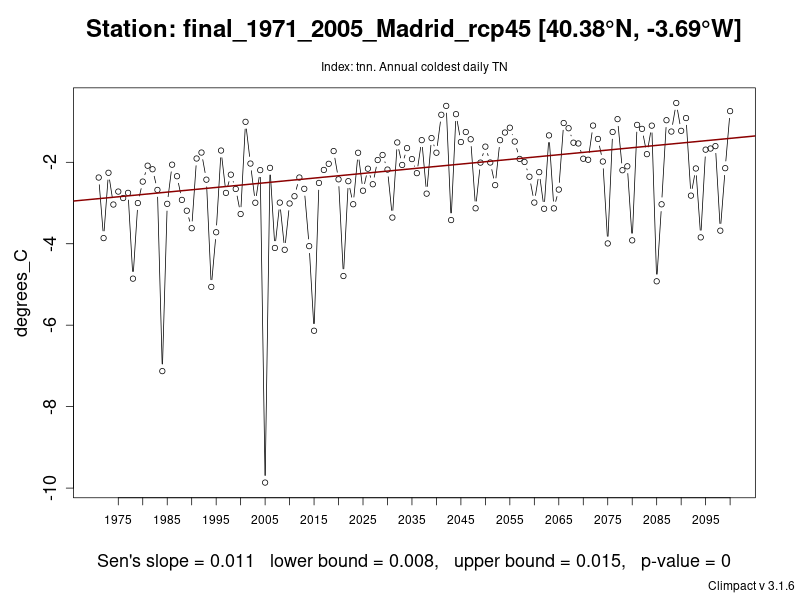 Station: final_1971_2005_Madrid_rcp45 [40.38°N, -3.69°W]
Index: tnn. Annual coldest daily TN
degrees_C
-2
-4
-6
-8
-10
1975 1985 1995 2005 2015 2025 2035 2045 2055 2065 2075 2085 2095
Sen's slope = 0.011 lower bound = 0.008, upper bound = 0.015, p-value = 0
Climpact v 3.1.6